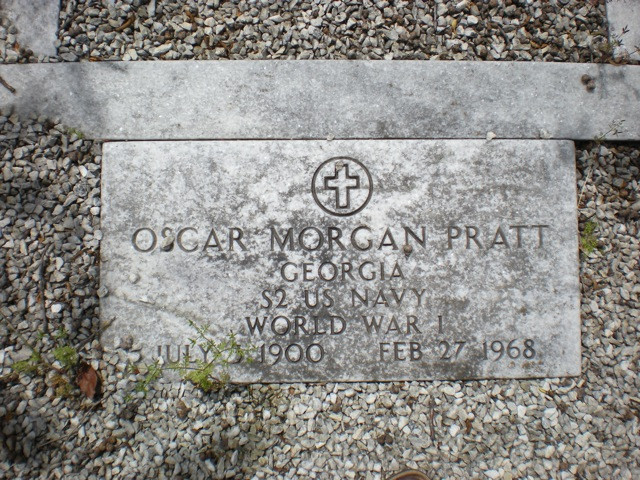 OSCAR MORGAN PRATT
GEORGIA
S2 US NAVY
WORLD WAR I
JULY 1900 FEB 27 1968